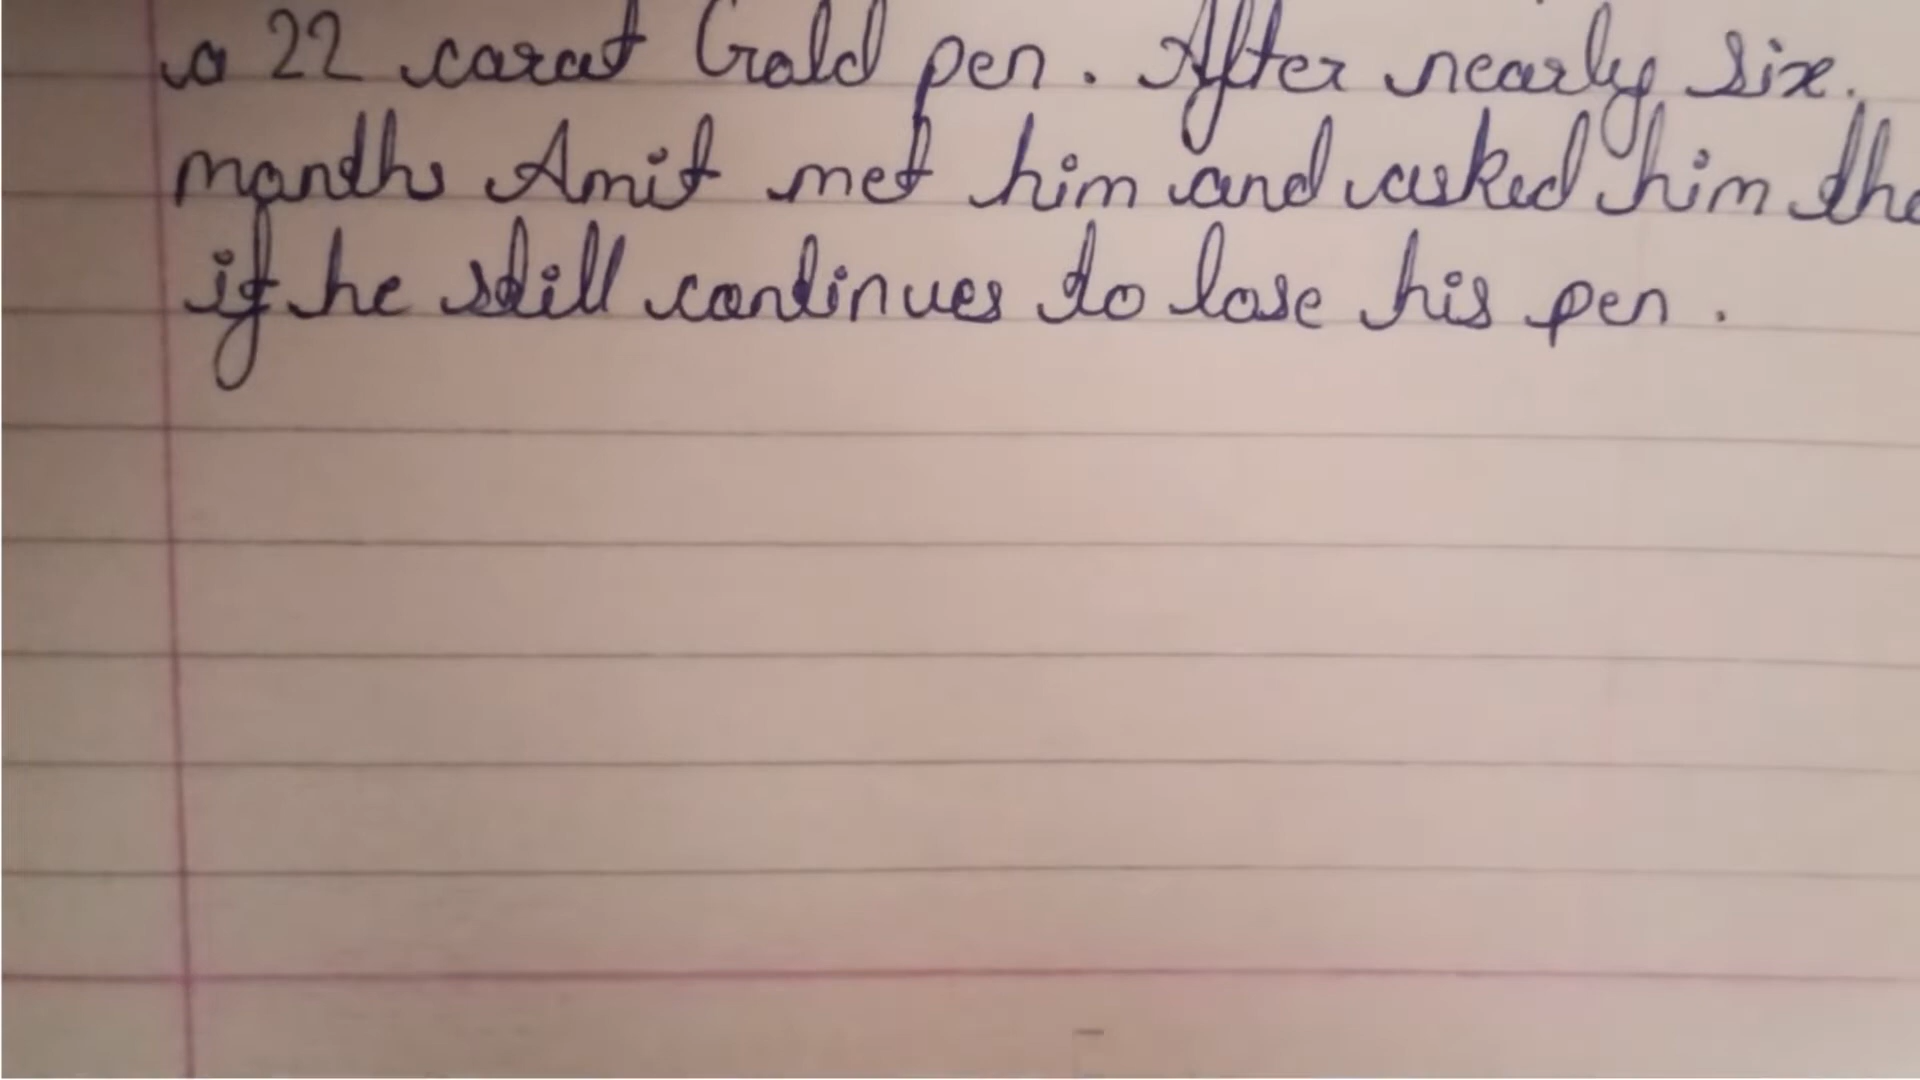 a 22 carat Gold pen. After nearly six.
months Amit met him and asked him
if he still continues to lose his pen.